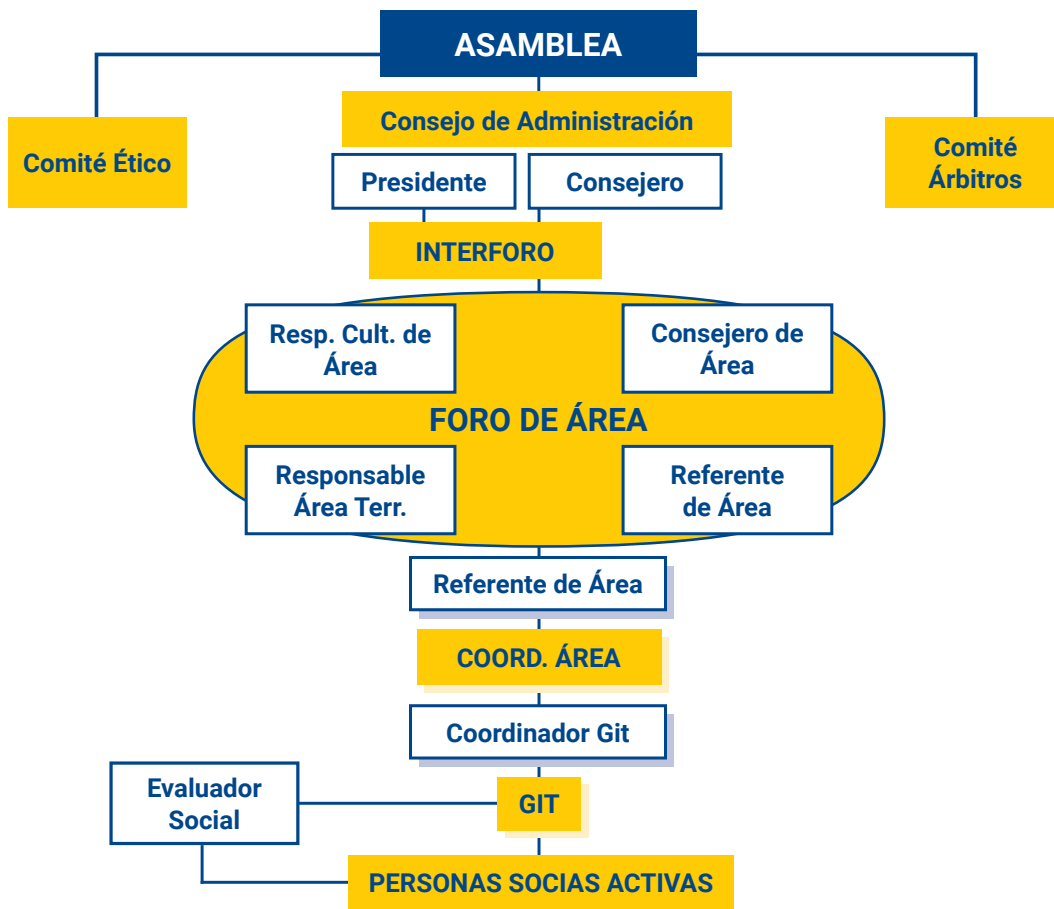 ASAMBLEA
Consejo de Administración
Comité Ético
Comité
Árbitros
Presidente
Consejero
INTERFORO
Resp. Cult. de
Área
Consejero de
Área
FORO DE ÁREA
Responsable
Área Terr.
Referente
de Área
Referente de Área
COORD. ÁREA
Coordinador Git
Evaluador
Social
GIT
PERSONAS SOCIAS ACTIVAS